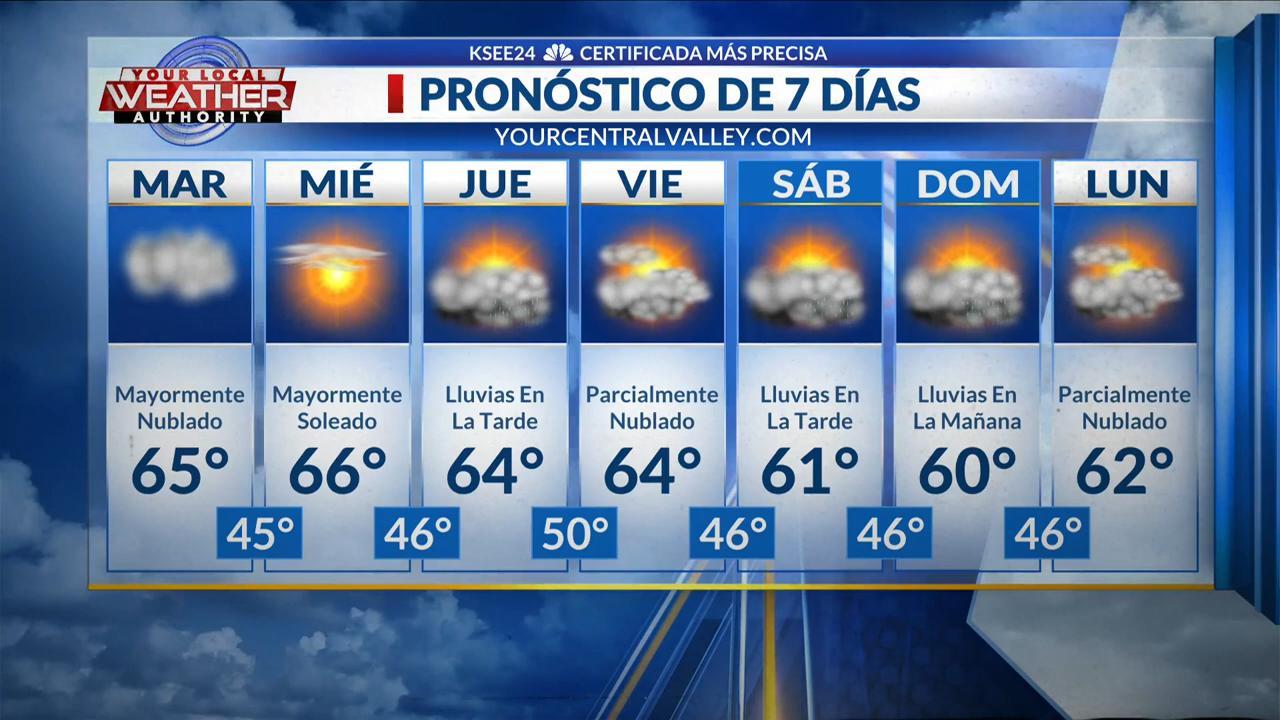 KSEE24 CERTIFICADA MÁS PRECISA
YOUR LOCAL
WEATHER
AUTHORITY
PRONÓSTICO DE 7 DÍAS
YOURCENTRALVALLEY.COM
MAR MIÉ JUE VIE SÁB DOM LUN
Mayormente Mayormente Lluvias En Parcialmente Lluvias En Lluvias En Parcialmente
Nublado Soleado La Tarde Nublado La Tarde La Mañana Nublado
65° 66° 64° 64° 61° 60° 62°
45° 46° 50° 46° 46° 46°